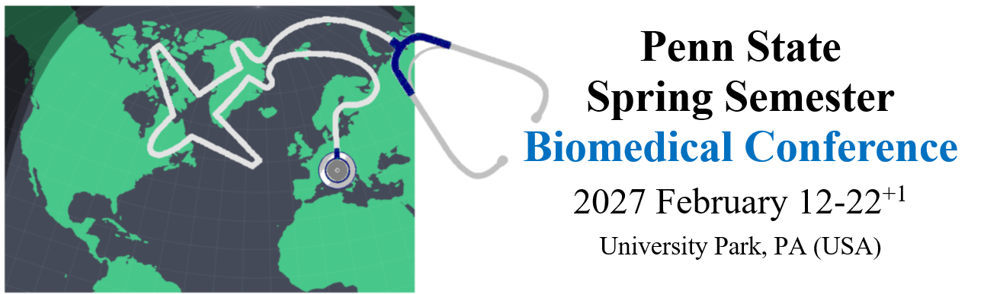 Penn State
Spring Semester
Biomedical Conference
2027 February 12-22⁺¹
University Park, PA (USA)